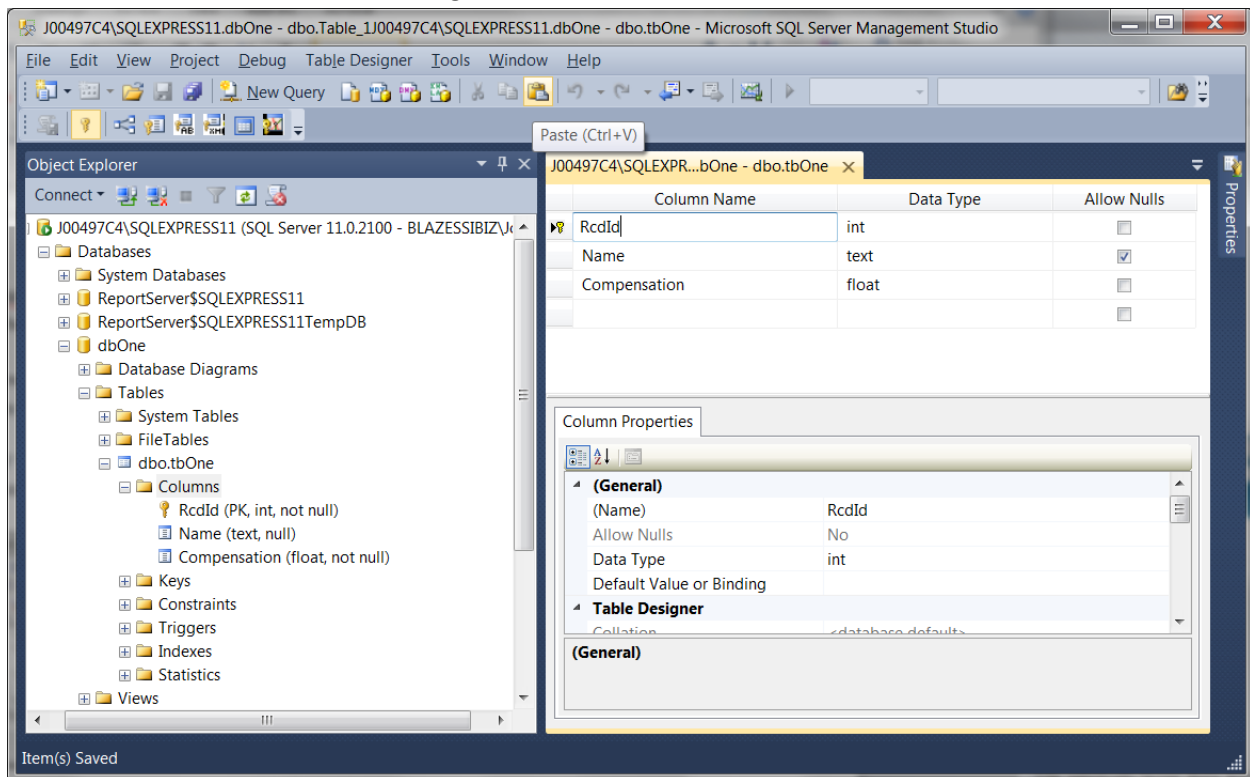 J00497C4\SQLEXPRESS11.dbOne - dbo.Table_1J00497C4\SQLEXPRESS11.dbOne - dbo.tbOne - Microsoft SQL Server Management Studio
File Edit View Project Debug Table Designer Tools Window Help
New Query
Paste (Ctrl+V)
Object Explorer
Connect
J00497C4\SQLEXPRESS11 (SQL Server 11.0.2100 - BLAZESSIBIZ\
Databases
System Databases
ReportServer$SQLEXPRESS11
ReportServer$SQLEXPRESS11TempDB
dbOne
Database Diagrams
Tables
System Tables
FileTables
dbo.tbOne
Columns
RcdId (PK, int, not null)
Name (text, null)
Compensation (float, not null)
Keys
Constraints
Triggers
Indexes
Statistics
Views
J00497C4\SQLEXPR...bOne - dbo.tbOne
Column Name Data Type Allow Nulls
RcdId int
Name text
Compensation float
Column Properties
(General)
(Name) RcdId
Allow Nulls No
Data Type int
Default Value or Binding
Table Designer
Collation <database default>
(General)
Properties
Item(s) Saved